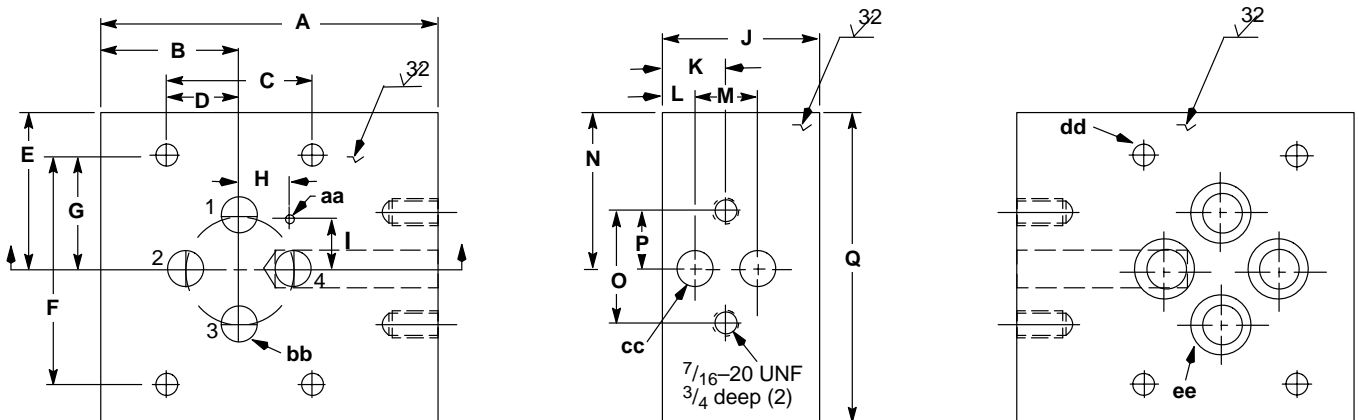 A
B
C
D
E
F
G
H
I
aa
bb
1
2
3
4
32
J
K
L
M
N
O
P
Q
32
cc
7/16–20 UNF
3/4 deep (2)
32
dd
ee